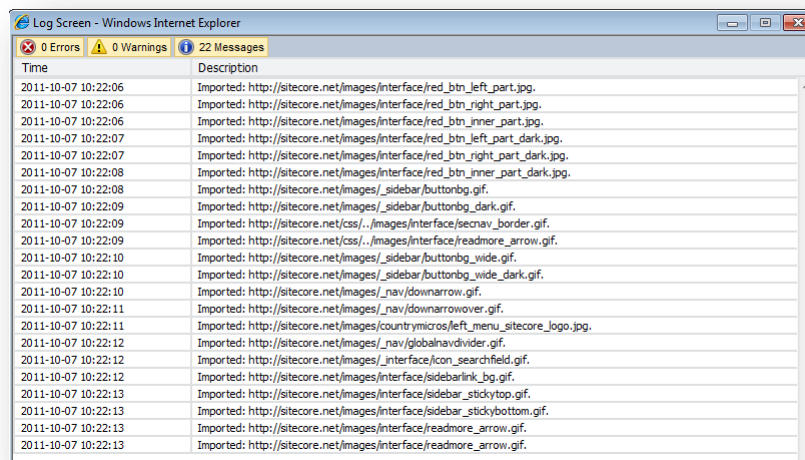 Log Screen - Windows Internet Explorer
0 Errors 0 Warnings 22 Messages
Time Description
2011-10-07 10:22:06 Imported: http://sitecore.net/images/interface/red_btn_left_part.jpg.
2011-10-07 10:22:06 Imported: http://sitecore.net/images/interface/red_btn_right_part.jpg.
2011-10-07 10:22:06 Imported: http://sitecore.net/images/interface/red_btn_inner_part.jpg.
2011-10-07 10:22:07 Imported: http://sitecore.net/images/interface/red_btn_left_part_dark.jpg.
2011-10-07 10:22:07 Imported: http://sitecore.net/images/interface/red_btn_right_part_dark.jpg.
2011-10-07 10:22:08 Imported: http://sitecore.net/images/interface/red_btn_inner_part_dark.jpg.
2011-10-07 10:22:08 Imported: http://sitecore.net/images/_sidebar/buttonbg.gif.
2011-10-07 10:22:09 Imported: http://sitecore.net/images/_sidebar/buttonbg_dark.gif.
2011-10-07 10:22:09 Imported: http://sitecore.net/css/../images/interface/secnav_border.gif.
2011-10-07 10:22:09 Imported: http://sitecore.net/css/../images/interface/readmore_arrow.gif.
2011-10-07 10:22:10 Imported: http://sitecore.net/images/_sidebar/buttonbg_wide.gif.
2011-10-07 10:22:10 Imported: http://sitecore.net/images/_sidebar/buttonbg_wide_dark.gif.
2011-10-07 10:22:10 Imported: http://sitecore.net/images/_nav/downarrow.gif.
2011-10-07 10:22:11 Imported: http://sitecore.net/images/_nav/downarrowover.gif.
2011-10-07 10:22:11 Imported: http://sitecore.net/images/countrymicros/left_menu_sitecore_logo.jpg.
2011-10-07 10:22:12 Imported: http://sitecore.net/images/_nav/globalnavdivider.gif.
2011-10-07 10:22:12 Imported: http://sitecore.net/images/_interface/icon_searchfield.gif.
2011-10-07 10:22:12 Imported: http://sitecore.net/images/interface/sidebarlink_bg.gif.
2011-10-07 10:22:13 Imported: http://sitecore.net/images/interface/sidebar_stickytop.gif.
2011-10-07 10:22:13 Imported: http://sitecore.net/images/interface/sidebar_stickybottom.gif.
2011-10-07 10:22:13 Imported: http://sitecore.net/images/interface/readmore_arrow.gif.
2011-10-07 10:22:13 Imported: http://sitecore.net/images/interface/readmore_arrow.gif.